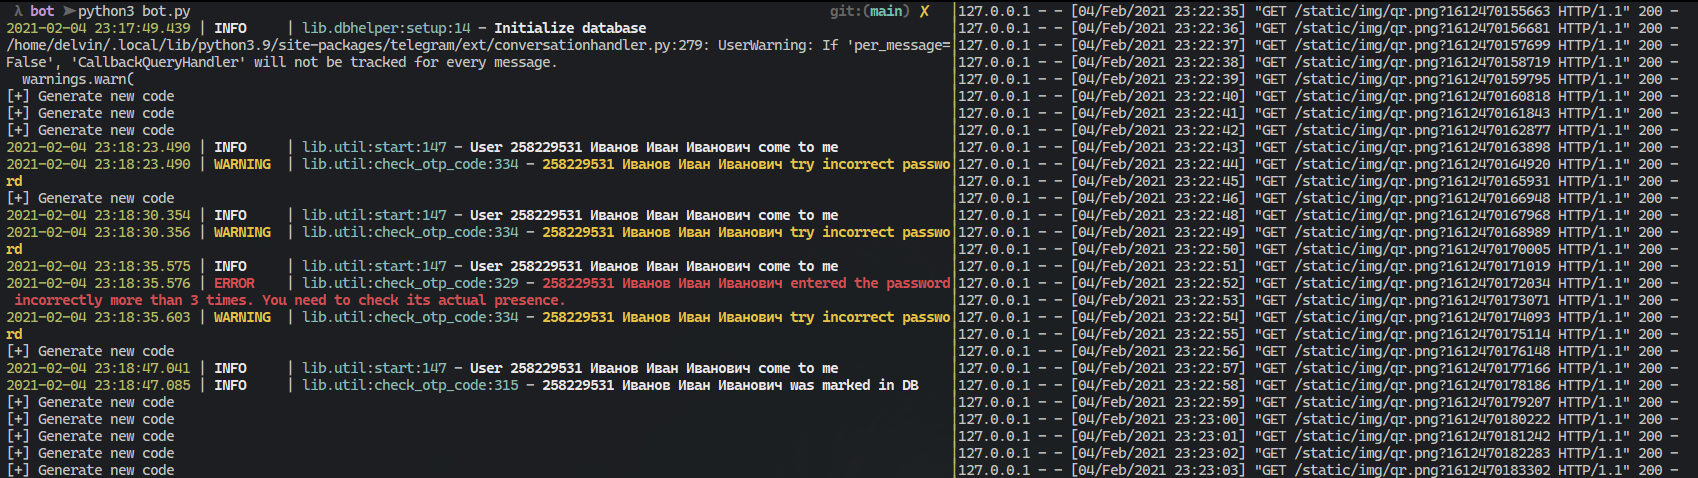 λ bot ➤python3 bot.py git:(main) ✗
2021-02-04 23:17:49.439 | INFO     | lib.dbhelper:setup:14 - Initialize database
/home/delvin/.local/lib/python3.9/site-packages/telegram/ext/conversationhandler.py:279: UserWarning: If 'per_message=
False', 'CallbackQueryHandler' will not be tracked for every message.
  warnings.warn(
[+] Generate new code
[+] Generate new code
[+] Generate new code
2021-02-04 23:18:23.490 | INFO     | lib.util:start:147 - User 258229531 Иванов Иван Иванович come to me
2021-02-04 23:18:23.490 | WARNING  | lib.util:check_otp_code:334 - 258229531 Иванов Иван Иванович try incorrect passwo
rd
[+] Generate new code
2021-02-04 23:18:30.354 | INFO     | lib.util:start:147 - User 258229531 Иванов Иван Иванович come to me
2021-02-04 23:18:30.356 | WARNING  | lib.util:check_otp_code:334 - 258229531 Иванов Иван Иванович try incorrect passwo
rd
2021-02-04 23:18:35.575 | INFO     | lib.util:start:147 - User 258229531 Иванов Иван Иванович come to me
2021-02-04 23:18:35.576 | ERROR    | lib.util:check_otp_code:329 - 258229531 Иванов Иван Иванович entered the password
 incorrectly more than 3 times. You need to check its actual presence.
2021-02-04 23:18:35.603 | WARNING  | lib.util:check_otp_code:334 - 258229531 Иванов Иван Иванович try incorrect passwo
rd
[+] Generate new code
2021-02-04 23:18:47.041 | INFO     | lib.util:start:147 - User 258229531 Иванов Иван Иванович come to me
2021-02-04 23:18:47.085 | INFO     | lib.util:check_otp_code:315 - 258229531 Иванов Иван Иванович was marked in DB
[+] Generate new code
[+] Generate new code
[+] Generate new code
[+] Generate new code
[+] Generate new code
127.0.0.1 - - [04/Feb/2021 23:22:35] "GET /static/img/qr.png?1612470155663 HTTP/1.1" 200 -
127.0.0.1 - - [04/Feb/2021 23:22:36] "GET /static/img/qr.png?1612470156681 HTTP/1.1" 200 -
127.0.0.1 - - [04/Feb/2021 23:22:37] "GET /static/img/qr.png?1612470157699 HTTP/1.1" 200 -
127.0.0.1 - - [04/Feb/2021 23:22:38] "GET /static/img/qr.png?1612470158719 HTTP/1.1" 200 -
127.0.0.1 - - [04/Feb/2021 23:22:39] "GET /static/img/qr.png?1612470159795 HTTP/1.1" 200 -
127.0.0.1 - - [04/Feb/2021 23:22:40] "GET /static/img/qr.png?1612470160818 HTTP/1.1" 200 -
127.0.0.1 - - [04/Feb/2021 23:22:41] "GET /static/img/qr.png?1612470161843 HTTP/1.1" 200 -
127.0.0.1 - - [04/Feb/2021 23:22:42] "GET /static/img/qr.png?1612470162877 HTTP/1.1" 200 -
127.0.0.1 - - [04/Feb/2021 23:22:43] "GET /static/img/qr.png?1612470163898 HTTP/1.1" 200 -
127.0.0.1 - - [04/Feb/2021 23:22:44] "GET /static/img/qr.png?1612470164920 HTTP/1.1" 200 -
127.0.0.1 - - [04/Feb/2021 23:22:45] "GET /static/img/qr.png?1612470165931 HTTP/1.1" 200 -
127.0.0.1 - - [04/Feb/2021 23:22:46] "GET /static/img/qr.png?1612470166948 HTTP/1.1" 200 -
127.0.0.1 - - [04/Feb/2021 23:22:48] "GET /static/img/qr.png?1612470167968 HTTP/1.1" 200 -
127.0.0.1 - - [04/Feb/2021 23:22:49] "GET /static/img/qr.png?1612470168989 HTTP/1.1" 200 -
127.0.0.1 - - [04/Feb/2021 23:22:50] "GET /static/img/qr.png?1612470170005 HTTP/1.1" 200 -
127.0.0.1 - - [04/Feb/2021 23:22:51] "GET /static/img/qr.png?1612470171019 HTTP/1.1" 200 -
127.0.0.1 - - [04/Feb/2021 23:22:52] "GET /static/img/qr.png?1612470172034 HTTP/1.1" 200 -
127.0.0.1 - - [04/Feb/2021 23:22:53] "GET /static/img/qr.png?1612470173071 HTTP/1.1" 200 -
127.0.0.1 - - [04/Feb/2021 23:22:54] "GET /static/img/qr.png?1612470174093 HTTP/1.1" 200 -
127.0.0.1 - - [04/Feb/2021 23:22:55] "GET /static/img/qr.png?1612470175114 HTTP/1.1" 200 -
127.0.0.1 - - [04/Feb/2021 23:22:56] "GET /static/img/qr.png?1612470176148 HTTP/1.1" 200 -
127.0.0.1 - - [04/Feb/2021 23:22:57] "GET /static/img/qr.png?1612470177166 HTTP/1.1" 200 -
127.0.0.1 - - [04/Feb/2021 23:22:58] "GET /static/img/qr.png?1612470178186 HTTP/1.1" 200 -
127.0.0.1 - - [04/Feb/2021 23:22:59] "GET /static/img/qr.png?1612470179207 HTTP/1.1" 200 -
127.0.0.1 - - [04/Feb/2021 23:23:00] "GET /static/img/qr.png?1612470180222 HTTP/1.1" 200 -
127.0.0.1 - - [04/Feb/2021 23:23:01] "GET /static/img/qr.png?1612470181242 HTTP/1.1" 200 -
127.0.0.1 - - [04/Feb/2021 23:23:02] "GET /static/img/qr.png?1612470182283 HTTP/1.1" 200 -
127.0.0.1 - - [04/Feb/2021 23:23:03] "GET /static/img/qr.png?1612470183302 HTTP/1.1" 200 -